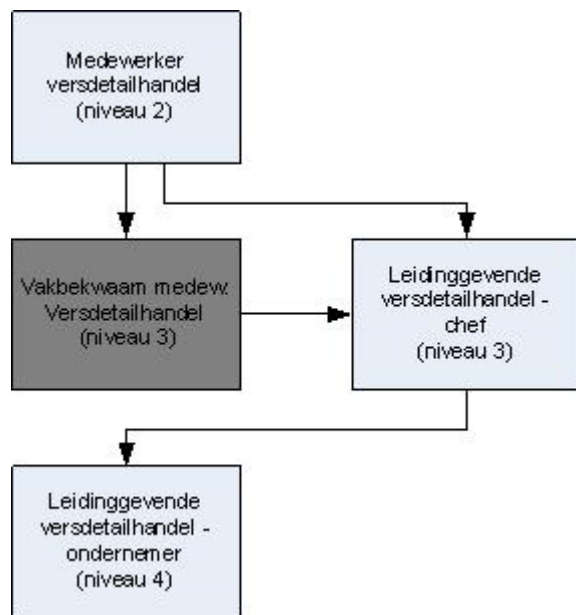 Medewerker
versdetailhandel
(niveau 2)
Vakbekwaam medew.
Versdetailhandel
(niveau 3)
Leidinggevende
versdetailhandel -
chef
(niveau 3)
Leidinggevende
versdetailhandel -
ondernemer
(niveau 4)